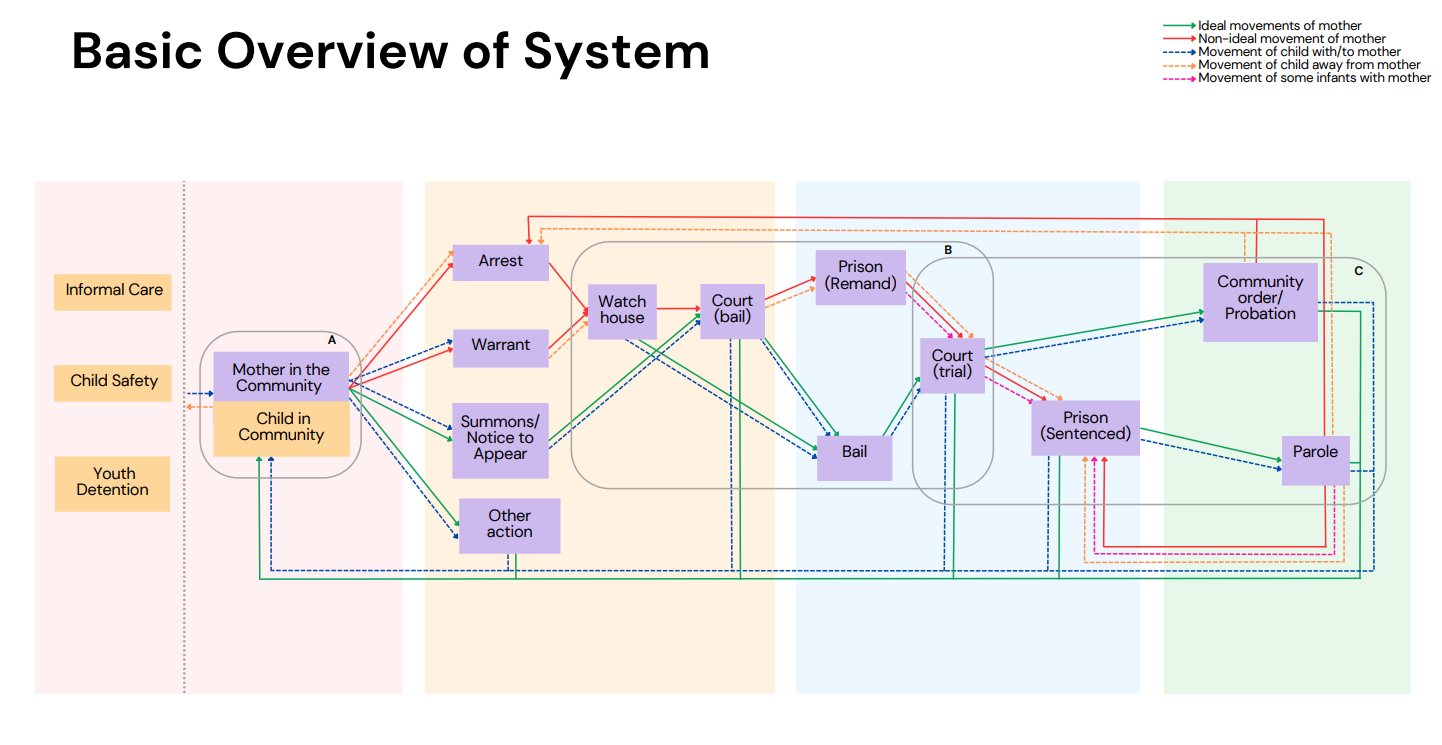 Basic Overview of System
Ideal movements of mother
Non-ideal movement of mother
Movement of child with/to mother
Movement of child away from mother
Movement of some infants with mother
Informal Care
Child Safety
Youth
Detention
A
Mother in the
Community
Child in
Community
Arrest
Warrant
Summons/
Notice to
Appear
Other
action
Watch
house
Court
(bail)
B
Prison
(Remand)
Bail
Court
(trial)
Prison
(Sentenced)
C
Community
order/
Probation
Parole